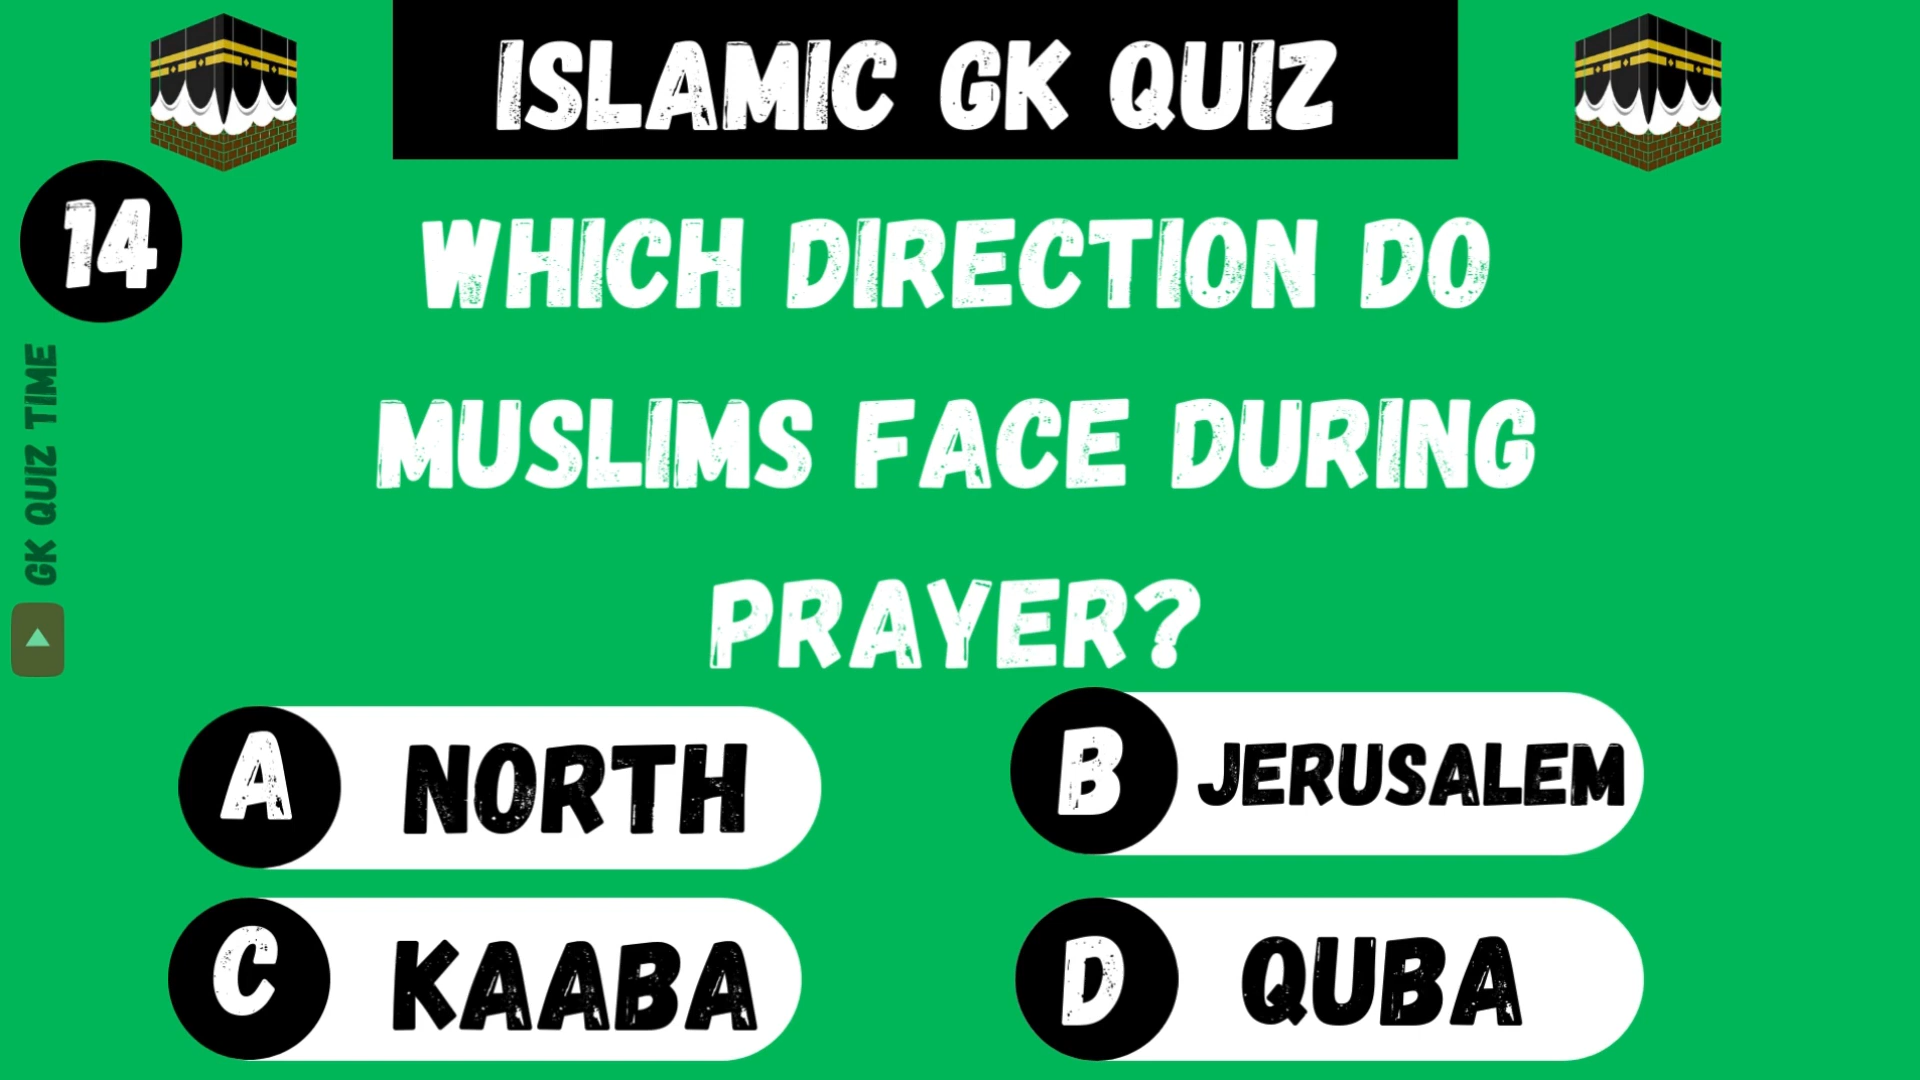 ISLAMIC GK QUIZ
14
WHICH DIRECTION DO
MUSLIMS FACE DURING
PRAYER?
GK QUIZ TIME
A NORTH
B JERUSALEM
C KAABA
D QUBA